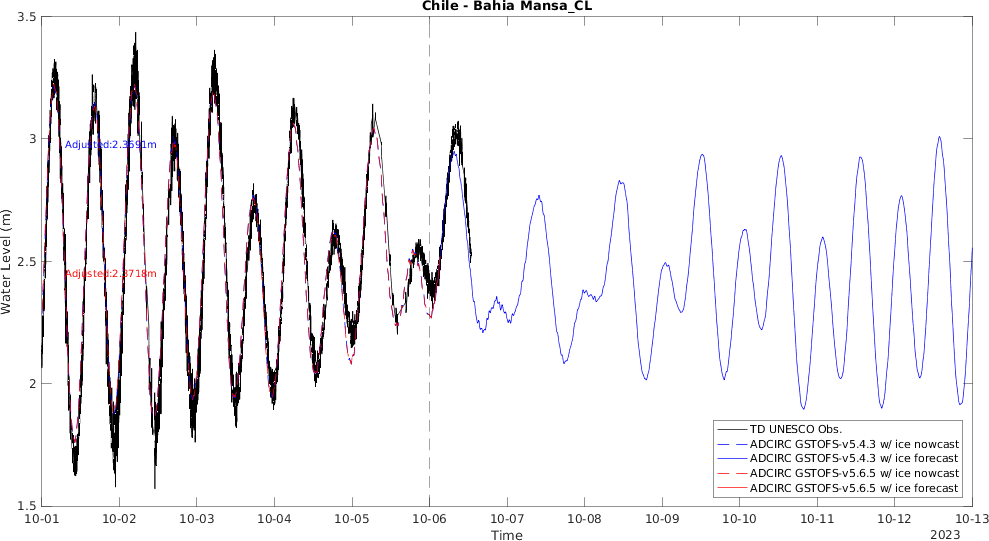 Chile - Bahia Mansa_CL
3.5
3
2.5
2
1.5
Water Level (m)
Adjusted:2.3591m
Adjusted:2.3718m
TD UNESCO Obs.
ADCIRC GSTOFS-v5.4.3 w/ ice nowcast
ADCIRC GSTOFS-v5.4.3 w/ ice forecast
ADCIRC GSTOFS-v5.6.5 w/ ice nowcast
ADCIRC GSTOFS-v5.6.5 w/ ice forecast
10-01 10-02 10-03 10-04 10-05 10-06 10-07 10-08 10-09 10-10 10-11 10-12 10-13
Time
2023